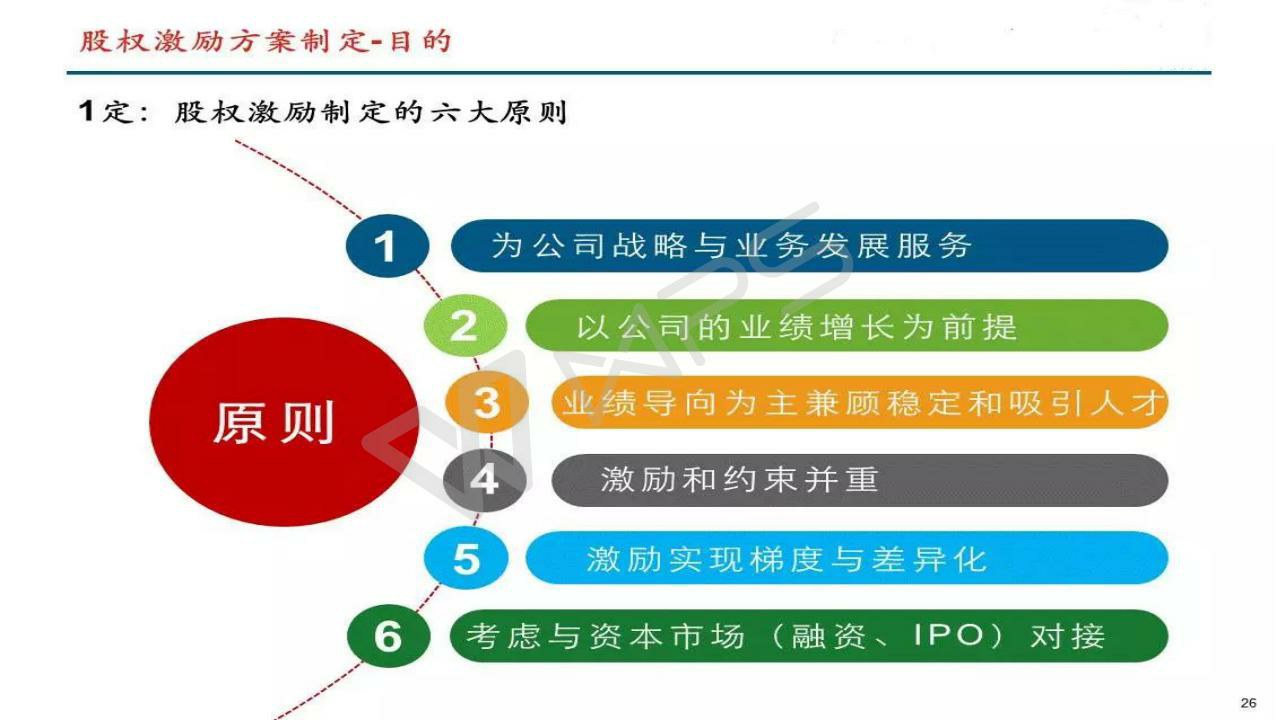 股权激励方案制定-目的
1定：股权激励制定的六大原则
原则
1 为公司战略与业务发展服务
2 以公司的业绩增长为前提
3 业绩导向为主兼顾稳定和吸引人才
4 激励和约束并重
5 激励实现梯度与差异化
6 考虑与资本市场（融资、IPO）对接
WPS
26